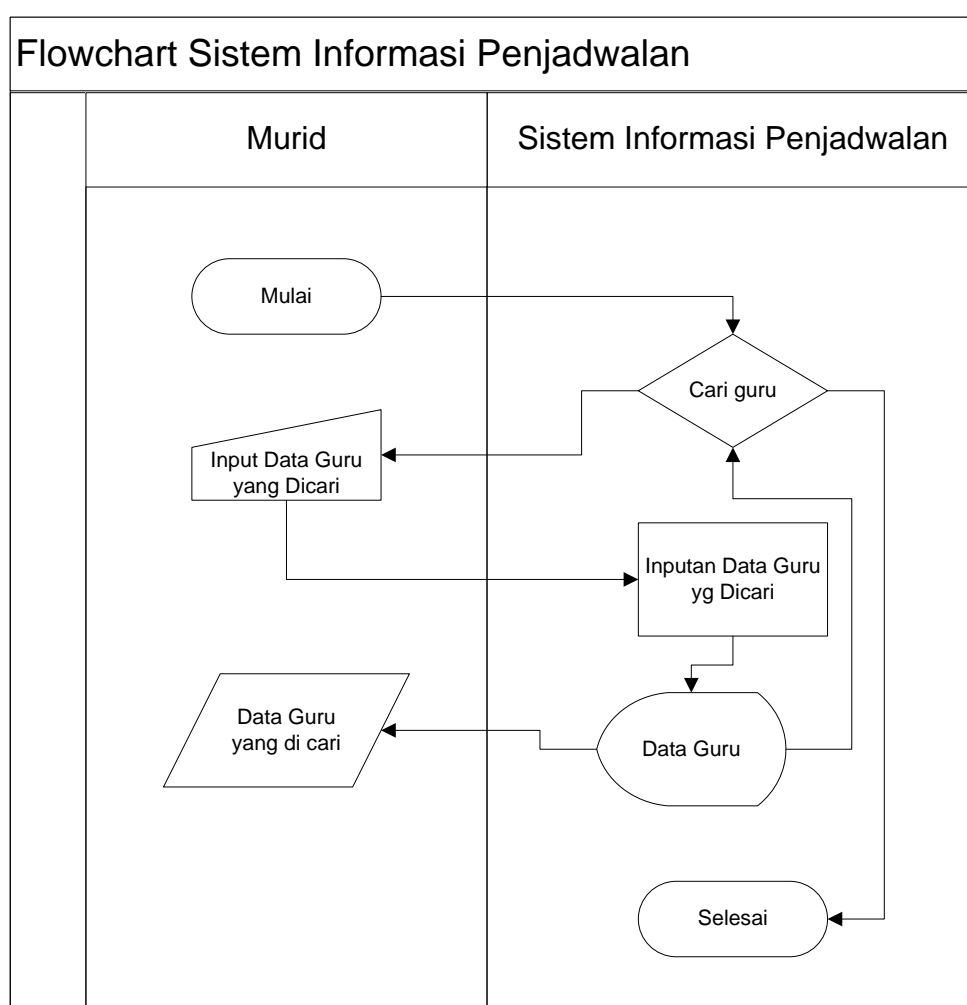 Flowchart Sistem Informasi Penjadwalan
Murid
Sistem Informasi Penjadwalan
Mulai
Cari guru
Input Data Guru
yang Dicari
Inputan Data Guru
yg Dicari
Data Guru
yang di cari
Data Guru
Selesai